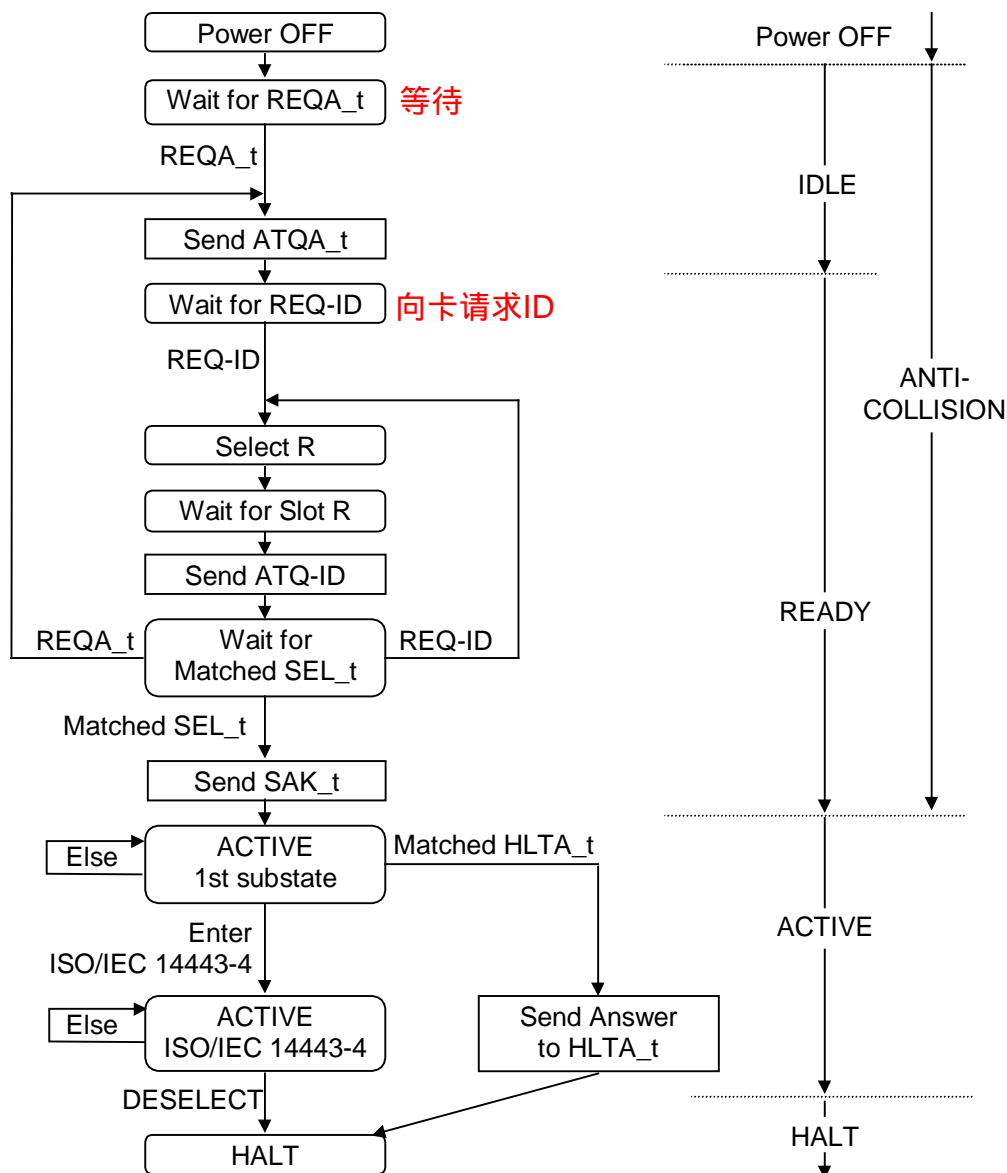 Power OFF
Power OFF
Wait for REQA_t
等待
REQA_t
IDLE
Send ATQA_t
Wait for REQ-ID
向卡请求ID
REQ-ID
ANTI-
COLLISION
Select R
Wait for Slot R
Send ATQ-ID
READY
REQA_t
Wait for
Matched SEL_t
REQ-ID
Matched SEL_t
Send SAK_t
Else
ACTIVE
1st substate
Matched HLTA_t
ACTIVE
Enter
ISO/IEC 14443-4
Else
ACTIVE
ISO/IEC 14443-4
Send Answer
to HLTA_t
DESELECT
HALT
HALT